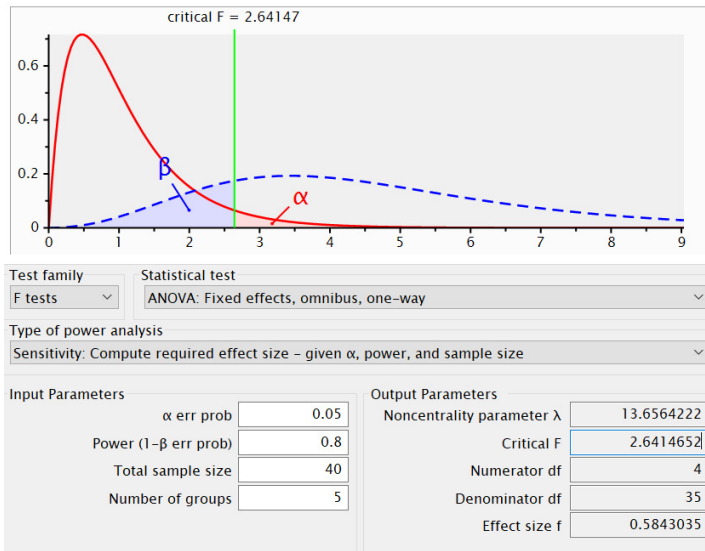 critical F = 2.64147
0.6
0.4
0.2
0
β
α
0 1 2 3 4 5 6 7 8 9
Test family
Statistical test
F tests
ANOVA: Fixed effects, omnibus, one-way
Type of power analysis
Sensitivity: Compute required effect size - given α, power, and sample size
Input Parameters
Output Parameters
α err prob 0.05
Noncentrality parameter λ 13.6564222
Power (1-β err prob) 0.8
Critical F 2.6414652
Total sample size 40
Numerator df 4
Number of groups 5
Denominator df 35
Effect size f 0.5843035